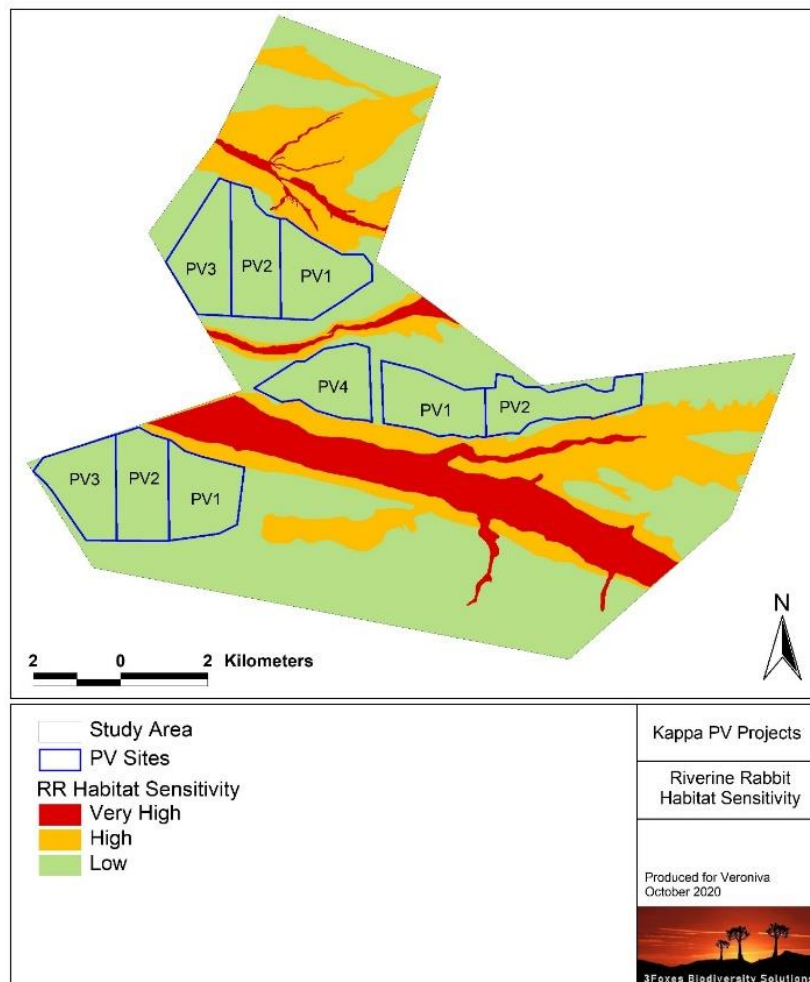 PV3
PV2
PV1
PV4
PV1
PV2
PV3
PV2
PV1
N
2 0 2 Kilometers
Study Area
PV Sites
RR Habitat Sensitivity
Very High
High
Low
Kappa PV Projects
Riverine Rabbit
Habitat Sensitivity
Produced for Veroniva
October 2020
3Foxes Biodiversity Solutions